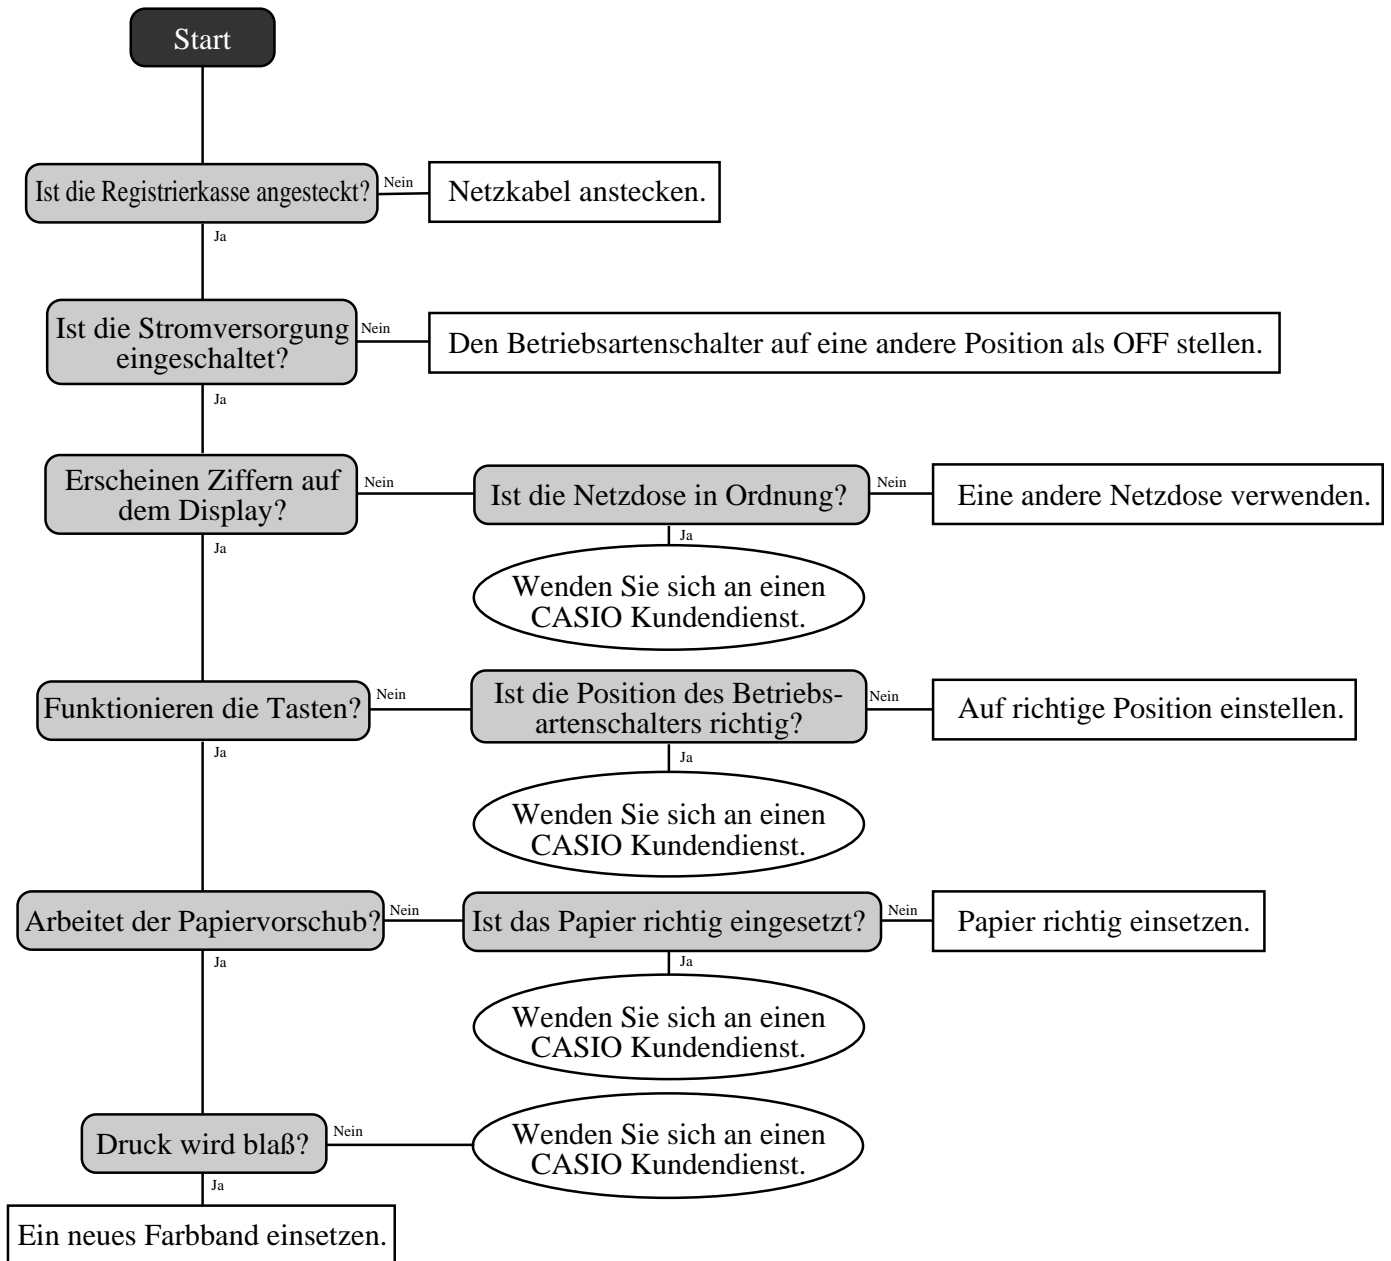 Start
Ist die Registrierkasse angesteckt?
Nein
Netzkabel anstecken.
Ja
Ist die Stromversorgung
eingeschaltet?
Nein
Den Betriebsartenschalter auf eine andere Position als OFF stellen.
Ja
Erscheinen Ziffern auf
dem Display?
Nein
Ist die Netzdose in Ordnung?
Nein
Eine andere Netzdose verwenden.
Ja
Ja
Wenden Sie sich an einen
CASIO Kundendienst.
Funktionieren die Tasten?
Nein
Ist die Position des Betriebs-
artenschalters richtig?
Nein
Auf richtige Position einstellen.
Ja
Ja
Wenden Sie sich an einen
CASIO Kundendienst.
Arbeitet der Papiervorschub?
Nein
Ist das Papier richtig eingesetzt?
Nein
Papier richtig einsetzen.
Ja
Ja
Wenden Sie sich an einen
CASIO Kundendienst.
Druck wird blaß?
Nein
Wenden Sie sich an einen
CASIO Kundendienst.
Ja
Ein neues Farbband einsetzen.